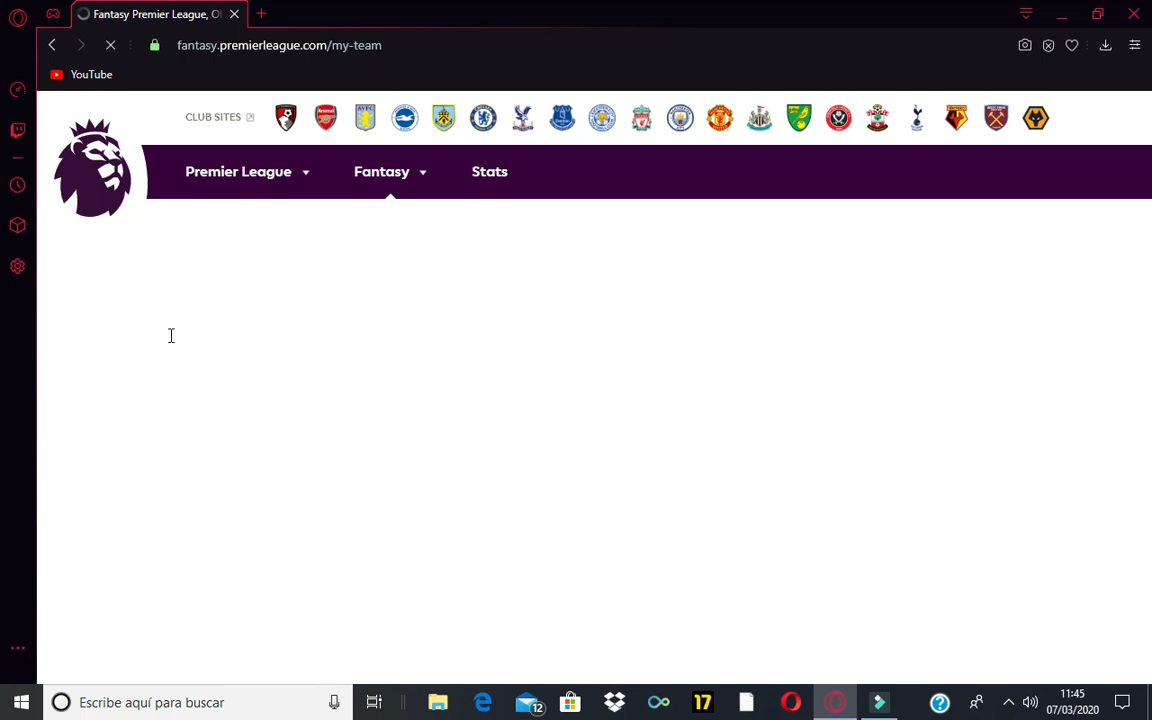 Fantasy Premier League, O
fantasy.premierleague.com/my-team
YouTube
CLUB SITES
Premier League
Fantasy
Stats
Escribe aquí para buscar
12
17
11:45
07/03/2020